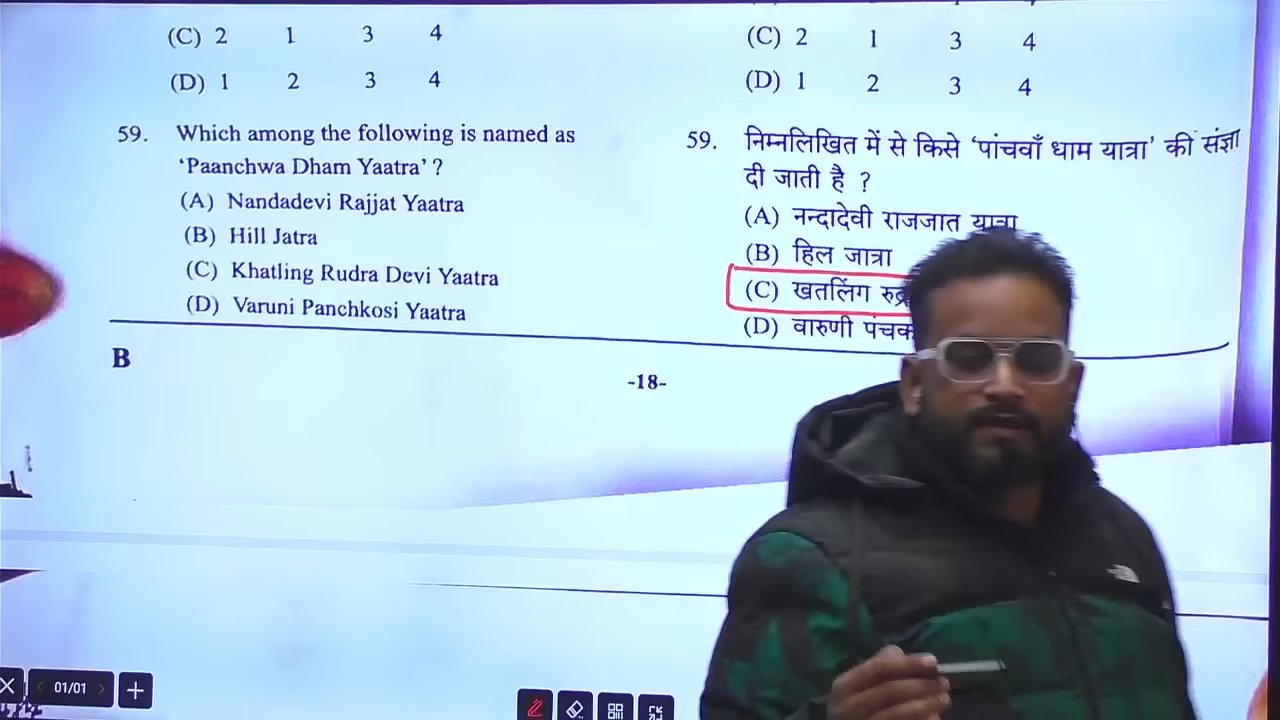 (C) 2 1 3 4
(D) 1 2 3 4
59. Which among the following is named as
‘Paanchwa Dham Yaatra’ ?
(A) Nandadevi Rajjat Yaatra
(B) Hill Jatra
(C) Khatling Rudra Devi Yaatra
(D) Varuni Panchkosi Yaatra
B
(C) 2 1 3 4
(D) 1 2 3 4
59. निम्नलिखित में से किसे ‘पांचवाँ धाम यात्रा’ की संज्ञा
दी जाती है ?
(A) नन्दादेवी राजजात यात्रा
(B) हिल जात्रा
(C) खतलिंग
(D) वारुणी
-18-
01/01